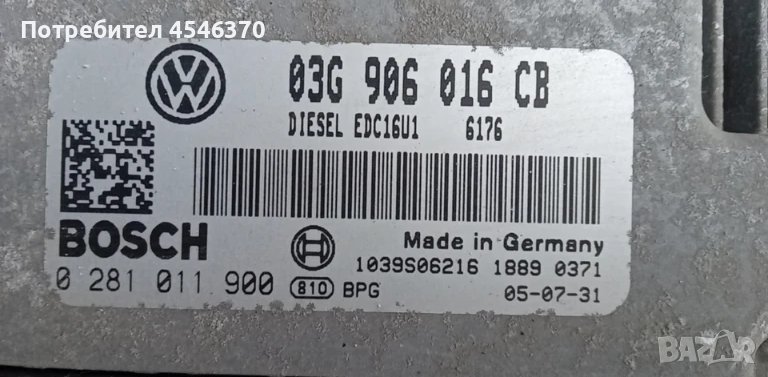 Потребител 4546370
03G 906 016 CB
DIESEL EDC16U1 6176
BOSCH
Made in Germany
1039S06216 1889 0371
0 281 011 900 810 BPG 05-07-31
BAZAR